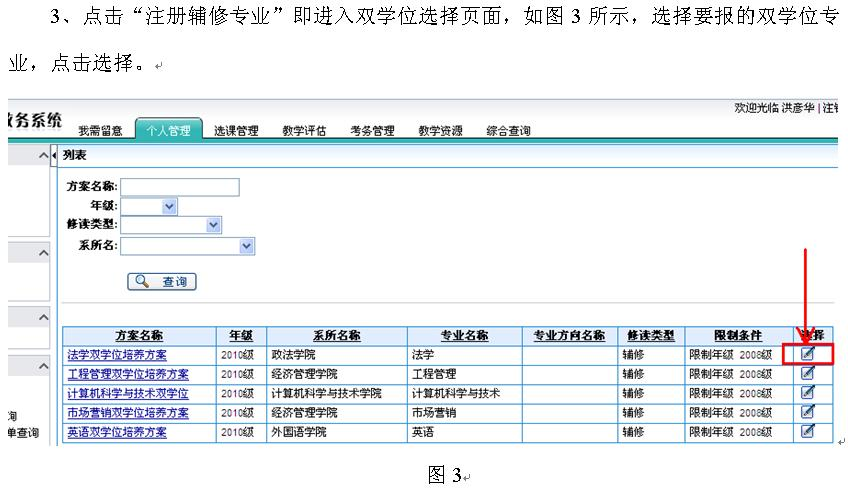 3、点击“注册辅修专业”即进入双学位选择页面，如图 3 所示，选择要报的双学位专
业，点击选择。
欢迎光临 洪彦华 | 注
务系统
我需留意 个人管理 选课管理 教学评估 考务管理 教学资源 综合查询
列表
方案名称:
年级:
修读类型:
系所名:
查询
方案名称 年级 系所名称 专业名称 专业方向名称 修读类型 限制条件 选择
法学双学位培养方案 2010级 政法学院 法学 辅修 限制年级 2008级
工程管理双学位培养方案 2010级 经济管理学院 工程管理 辅修 限制年级 2008级
计算机科学与技术双学位 2010级 计算机科学与技术学院 计算机科学与技术 辅修 限制年级 2008级
市场营销双学位培养方案 2010级 经济管理学院 市场营销 辅修 限制年级 2008级
询
英语双学位培养方案 2010级 外国语学院 英语 辅修 限制年级 2008级
单查询
图 3